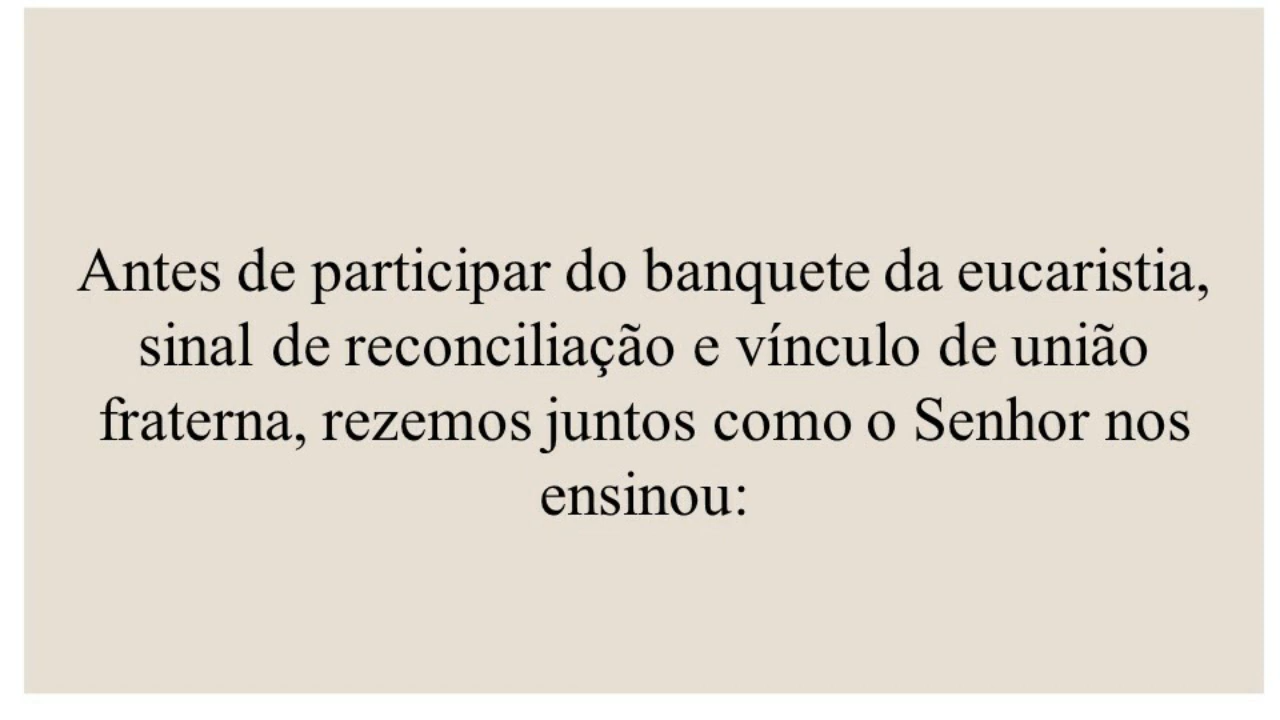 Antes de participar do banquete da eucaristia,
sinal de reconciliação e vínculo de união
fraterna, rezemos juntos como o Senhor nos
ensinou: